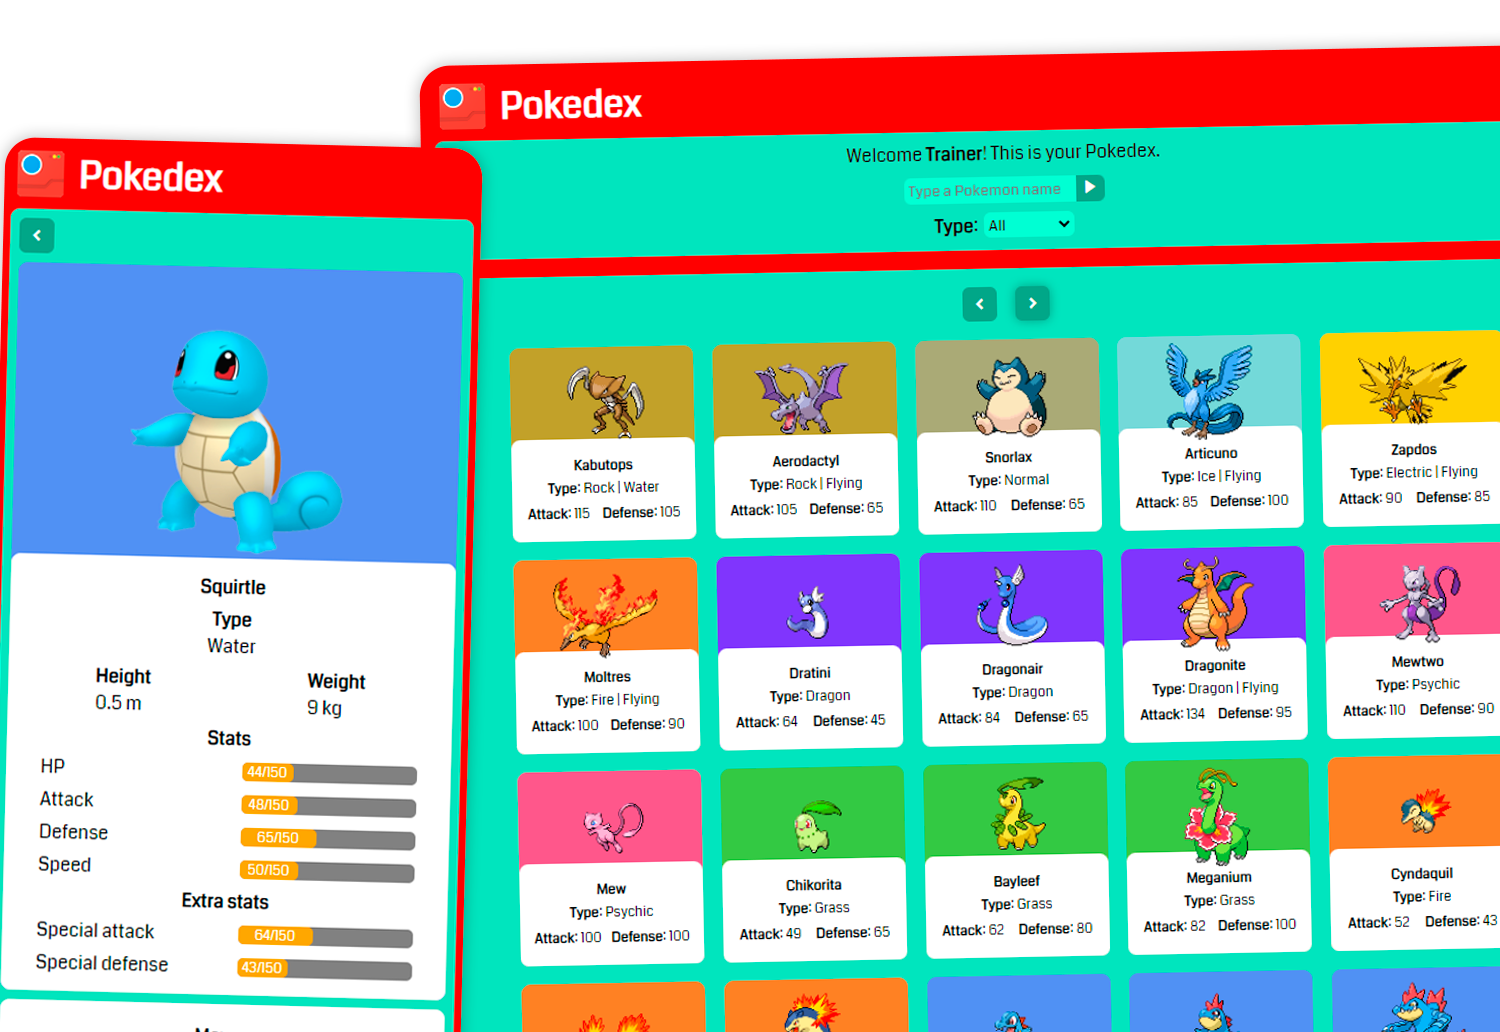 Pokedex
Squirtle
Type
Water
Height Weight
0.5 m 9 kg
Stats
HP 44/150
Attack 48/150
Defense 65/150
Speed 50/150
Extra stats
Special attack 64/150
Special defense 43/150
Pokedex
Welcome Trainer! This is your Pokedex.
Type a Pokemon name
Type: All
Kabutops
Type: Rock | Water
Attack: 115 Defense: 105
Aerodactyl
Type: Rock | Flying
Attack: 105 Defense: 65
Snorlax
Type: Normal
Attack: 110 Defense: 65
Articuno
Type: Ice | Flying
Attack: 85 Defense: 100
Zapdos
Type: Electric | Flying
Attack: 90 Defense: 85
Moltres
Type: Fire | Flying
Attack: 100 Defense: 90
Dratini
Type: Dragon
Attack: 64 Defense: 45
Dragonair
Type: Dragon
Attack: 84 Defense: 65
Dragonite
Type: Dragon | Flying
Attack: 134 Defense: 95
Mewtwo
Type: Psychic
Attack: 110 Defense: 90
Mew
Type: Psychic
Attack: 100 Defense: 100
Chikorita
Type: Grass
Attack: 49 Defense: 65
Bayleef
Type: Grass
Attack: 62 Defense: 80
Meganium
Type: Grass
Attack: 82 Defense: 100
Cyndaquil
Type: Fire
Attack: 52 Defense: 43